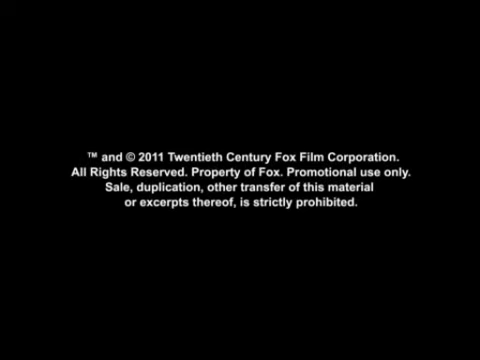 ™ and © 2011 Twentieth Century Fox Film Corporation.
All Rights Reserved. Property of Fox. Promotional use only.
Sale, duplication, other transfer of this material
or excerpts thereof, is strictly prohibited.